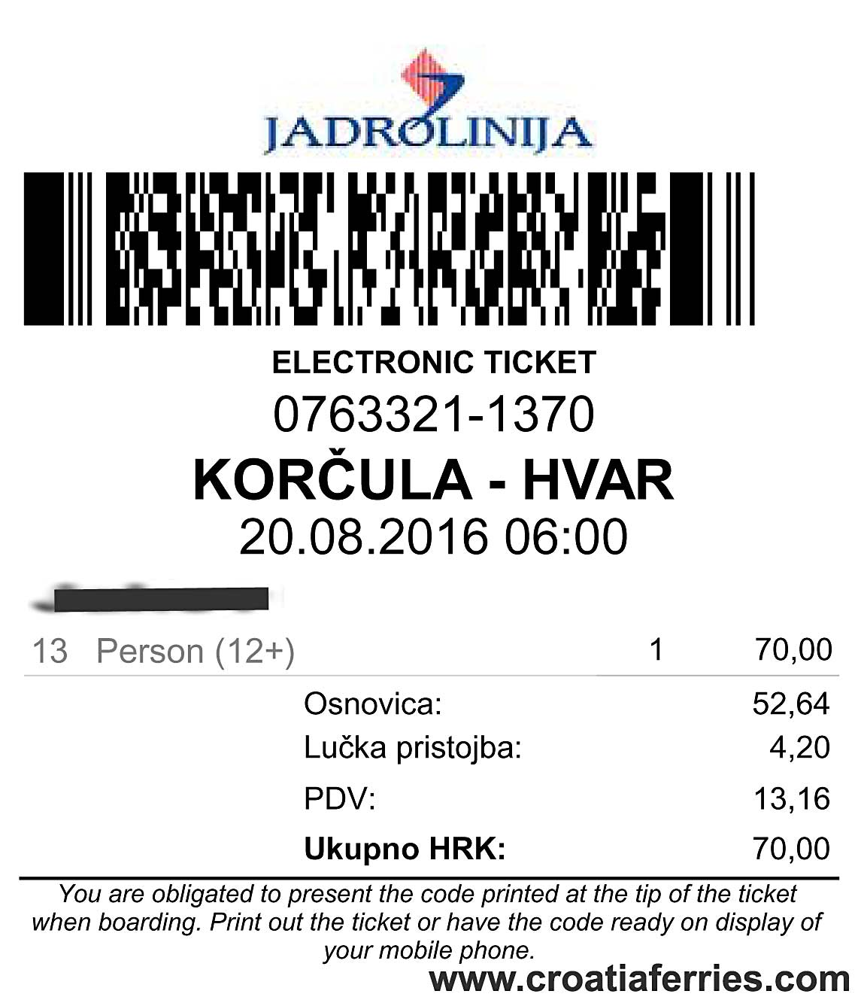 JADROLINIJA
ELECTRONIC TICKET
0763321-1370
KORČULA - HVAR
20.08.2016 06:00
13 Person (12+) 1 70,00
Osnovica: 52,64
Lučka pristojba: 4,20
PDV: 13,16
Ukupno HRK: 70,00
You are obligated to present the code printed at the tip of the ticket
when boarding. Print out the ticket or have the code ready on display of
your mobile phone.
www.croatiaferries.com